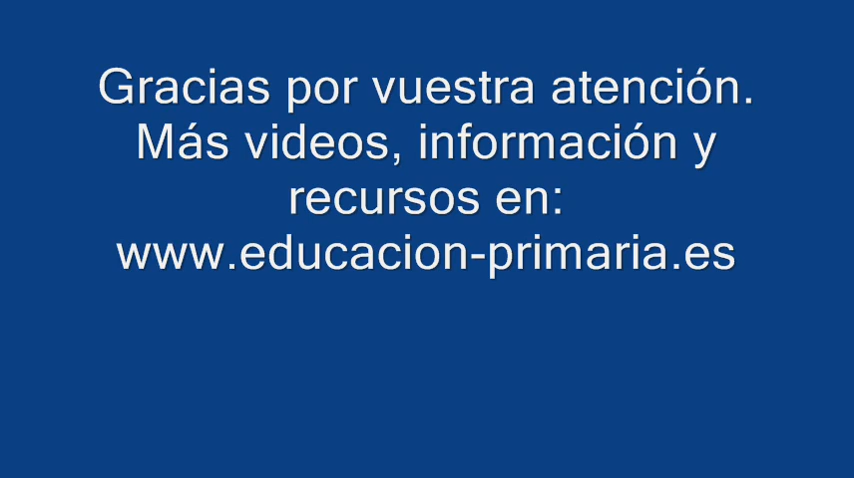 Gracias por vuestra atención.
Más videos, información y
recursos en:
www.educacion-primaria.es